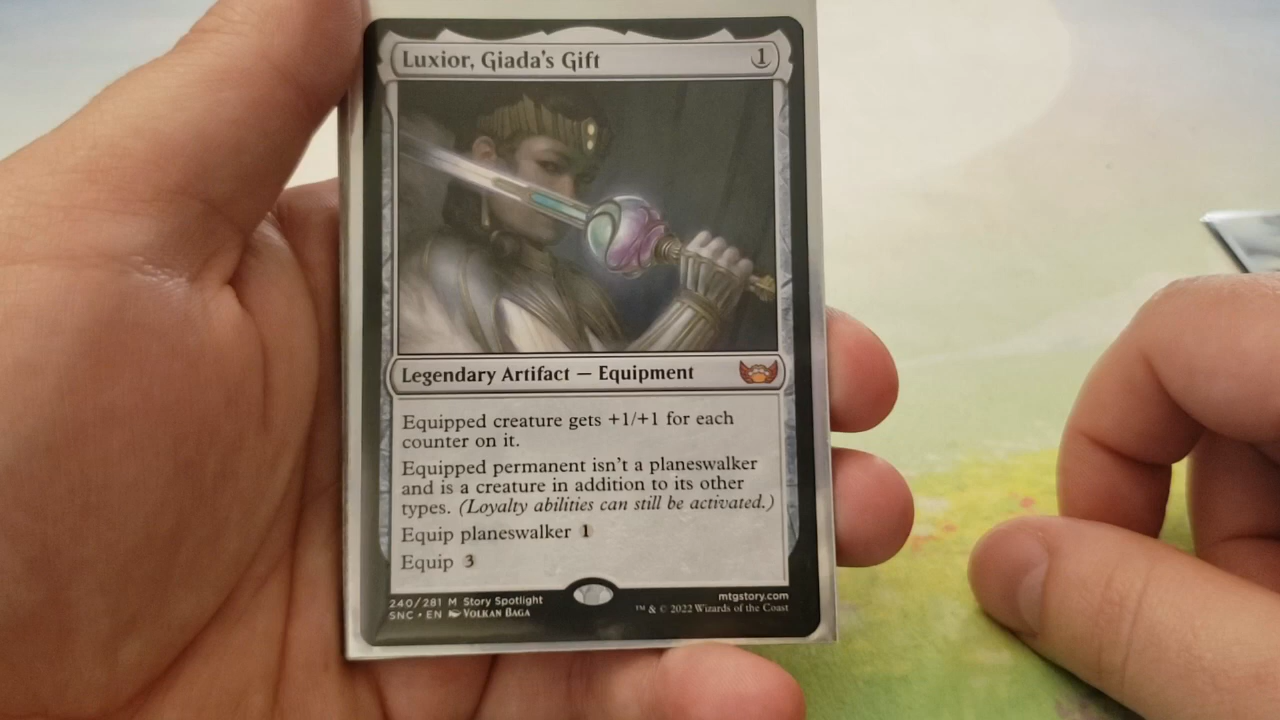 Luxior, Giada's Gift 1
Legendary Artifact — Equipment
Equipped creature gets +1/+1 for each
counter on it.
Equipped permanent isn't a planeswalker
and is a creature in addition to its other
types. (Loyalty abilities can still be activated.)
Equip planeswalker 1
Equip 3
240/281 M Story Spotlight
mtgstory.com
SNC • EN Volkan Baga
™ & © 2022 Wizards of the Coast